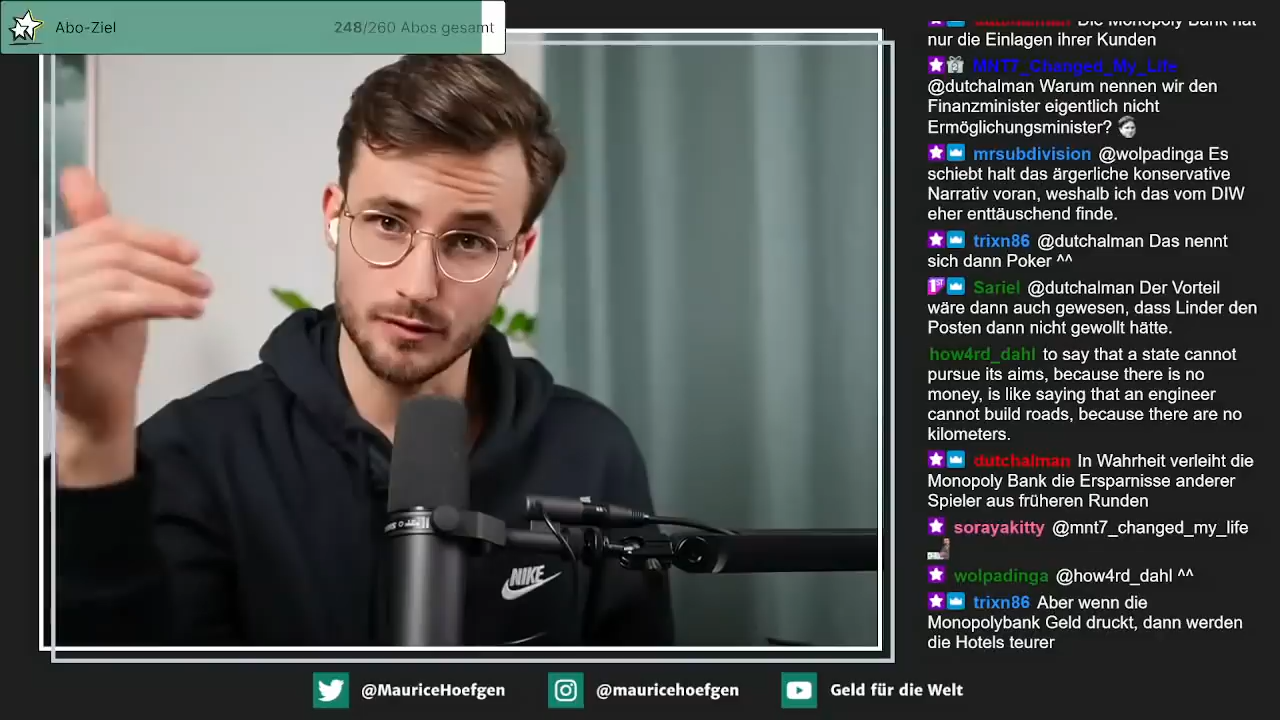 Abo-Ziel
248/260 Abos gesamt
dutchalman Die Monopoly Bank hat
nur die Einlagen ihrer Kunden
MNT7_Changed_My_Life
@dutchalman Warum nennen wir den
Finanzminister eigentlich nicht
Ermöglichungsminister?
mrsubdivision @wolpadinga Es
schiebt halt das ärgerliche konservative
Narrativ voran, weshalb ich das vom DIW
eher enttäuschend finde.
trixn86 @dutchalman Das nennt
sich dann Poker ^^
Sariel @dutchalman Der Vorteil
wäre dann auch gewesen, dass Linder den
Posten dann nicht gewollt hätte.
how4rd_dahl to say that a state cannot
pursue its aims, because there is no
money, is like saying that an engineer
cannot build roads, because there are no
kilometers.
dutchalman In Wahrheit verleiht die
Monopoly Bank die Ersparnisse anderer
Spieler aus früheren Runden
sorayakitty @mnt7_changed_my_life
wolpadinga @how4rd_dahl ^^
trixn86 Aber wenn die
Monopolybank Geld druckt, dann werden
die Hotels teurer
NIKE
@MauriceHoefgen
@mauricehoefgen
Geld für die Welt